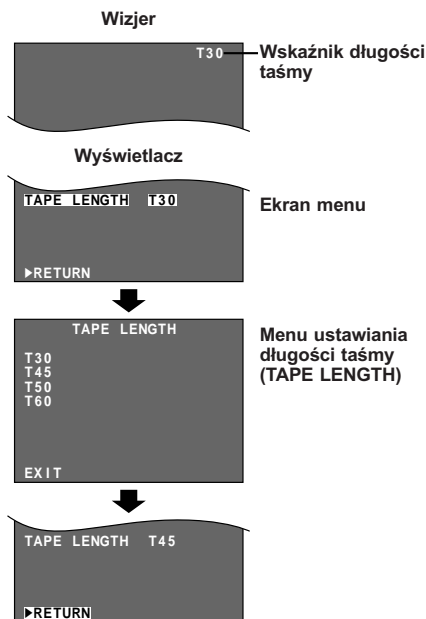 Wizjer
T30
Wskaźnik długości
taśmy
Wyświetlacz
TAPE LENGTH T30
Ekran menu
▶RETURN
TAPE LENGTH
Menu ustawiania
długości taśmy
(TAPE LENGTH)
T30
T45
T50
T60
EXIT
TAPE LENGTH T45
▶RETURN